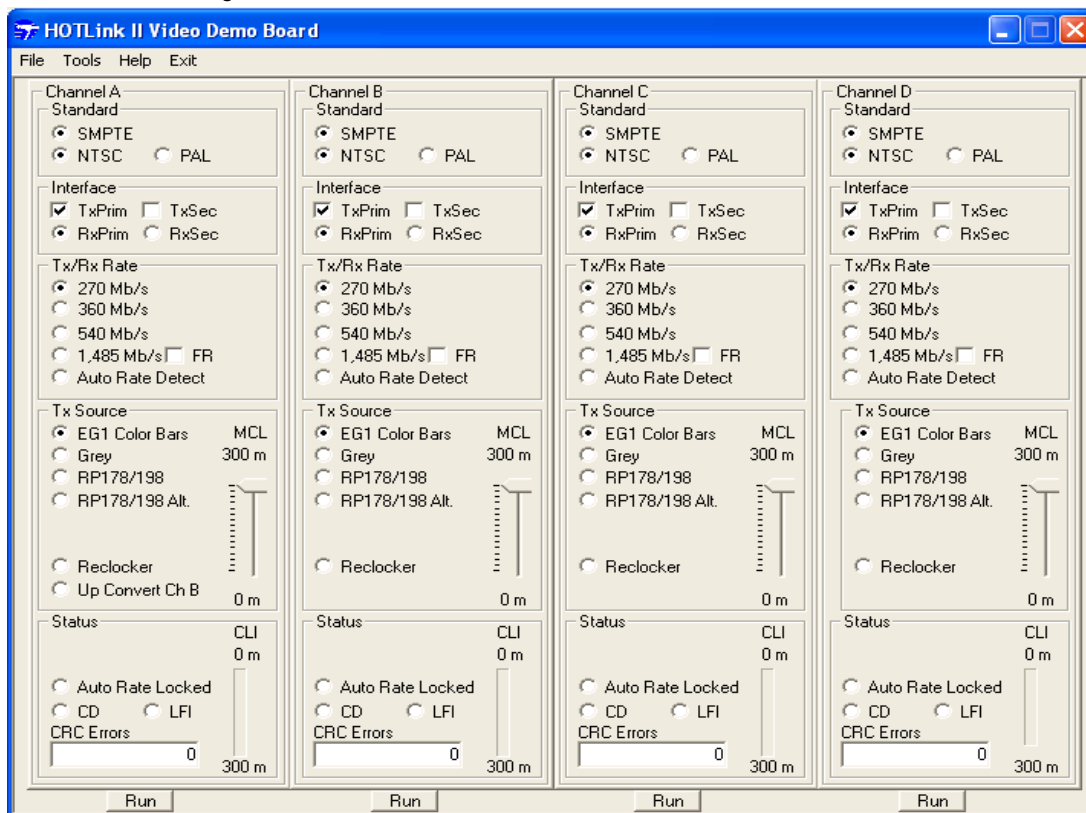 HOTLink II Video Demo Board
File Tools Help Exit
Channel A
Standard
SMPTE
NTSC PAL
Interface
TxPrim TxSec
RxPrim RxSec
Tx/Rx Rate
270 Mb/s
360 Mb/s
540 Mb/s
1,485 Mb/s FR
Auto Rate Detect
Tx Source
EG1 Color Bars MCL
Grey 300 m
RP178/198
RP178/198 Alt.
Reclocker
Up Convert Ch B
0 m
Status
CLI
0 m
Auto Rate Locked
CD LFI
CRC Errors
0
300 m
Run
Channel B
Standard
SMPTE
NTSC PAL
Interface
TxPrim TxSec
RxPrim RxSec
Tx/Rx Rate
270 Mb/s
360 Mb/s
540 Mb/s
1,485 Mb/s FR
Auto Rate Detect
Tx Source
EG1 Color Bars MCL
Grey 300 m
RP178/198
RP178/198 Alt.
Reclocker
0 m
Status
CLI
0 m
Auto Rate Locked
CD LFI
CRC Errors
0
300 m
Run
Channel C
Standard
SMPTE
NTSC PAL
Interface
TxPrim TxSec
RxPrim RxSec
Tx/Rx Rate
270 Mb/s
360 Mb/s
540 Mb/s
1,485 Mb/s FR
Auto Rate Detect
Tx Source
EG1 Color Bars MCL
Grey 300 m
RP178/198
RP178/198 Alt.
Reclocker
0 m
Status
CLI
0 m
Auto Rate Locked
CD LFI
CRC Errors
0
300 m
Run
Channel D
Standard
SMPTE
NTSC PAL
Interface
TxPrim TxSec
RxPrim RxSec
Tx/Rx Rate
270 Mb/s
360 Mb/s
540 Mb/s
1,485 Mb/s FR
Auto Rate Detect
Tx Source
EG1 Color Bars MCL
Grey 300 m
RP178/198
RP178/198 Alt.
Reclocker
0 m
Status
CLI
0 m
Auto Rate Locked
CD LFI
CRC Errors
0
300 m
Run